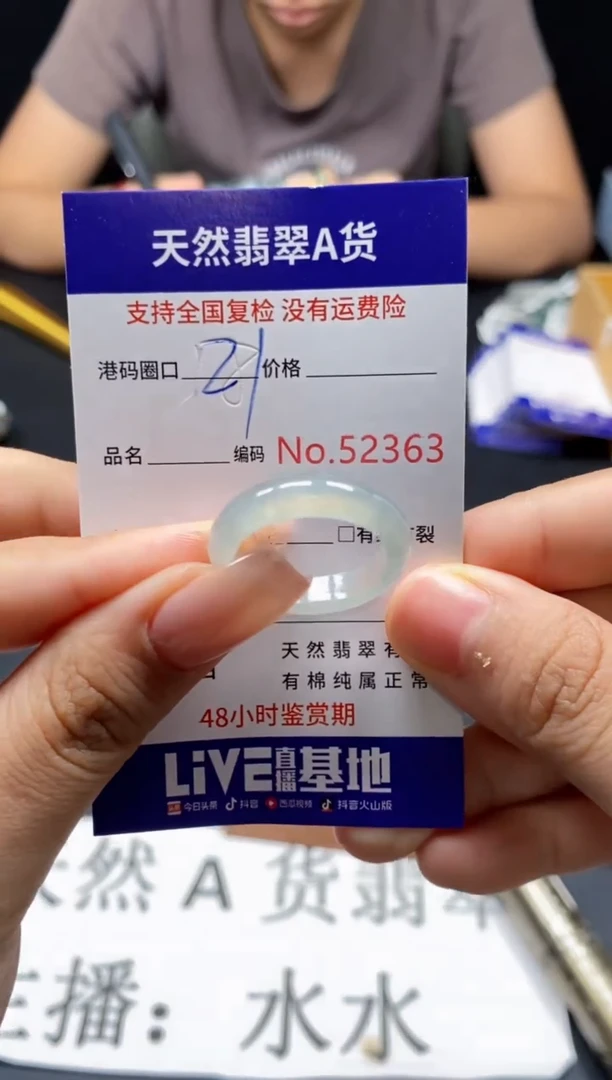 天然翡翠A货
支持全国复检 没有运费险
港码圈口 21 价格
品名 编码 No.52363
□有 裂
天然翡翠有
有棉纯属正常
48小时鉴赏期
LiVE直播基地
今日头条 抖音 西瓜视频 抖音火山版
然A货翡翠
主播：水水